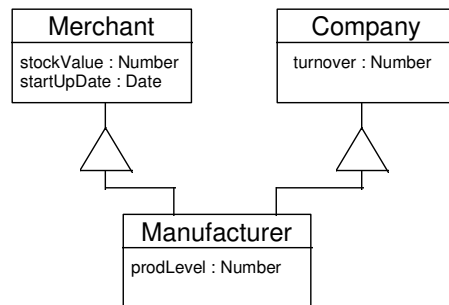 Merchant
stockValue : Number
startUpDate : Date
Company
turnover : Number
Manufacturer
prodLevel : Number